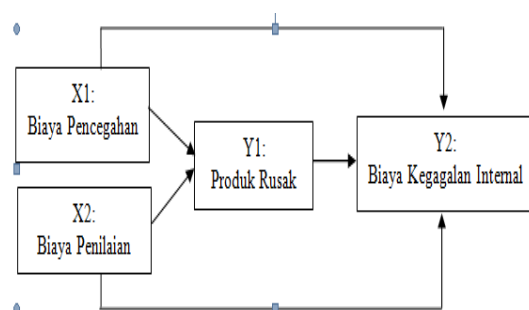 X1:
Biaya Pencegahan
X2:
Biaya Penilaian
Y1:
Produk Rusak
Y2:
Biaya Kegagalan Internal